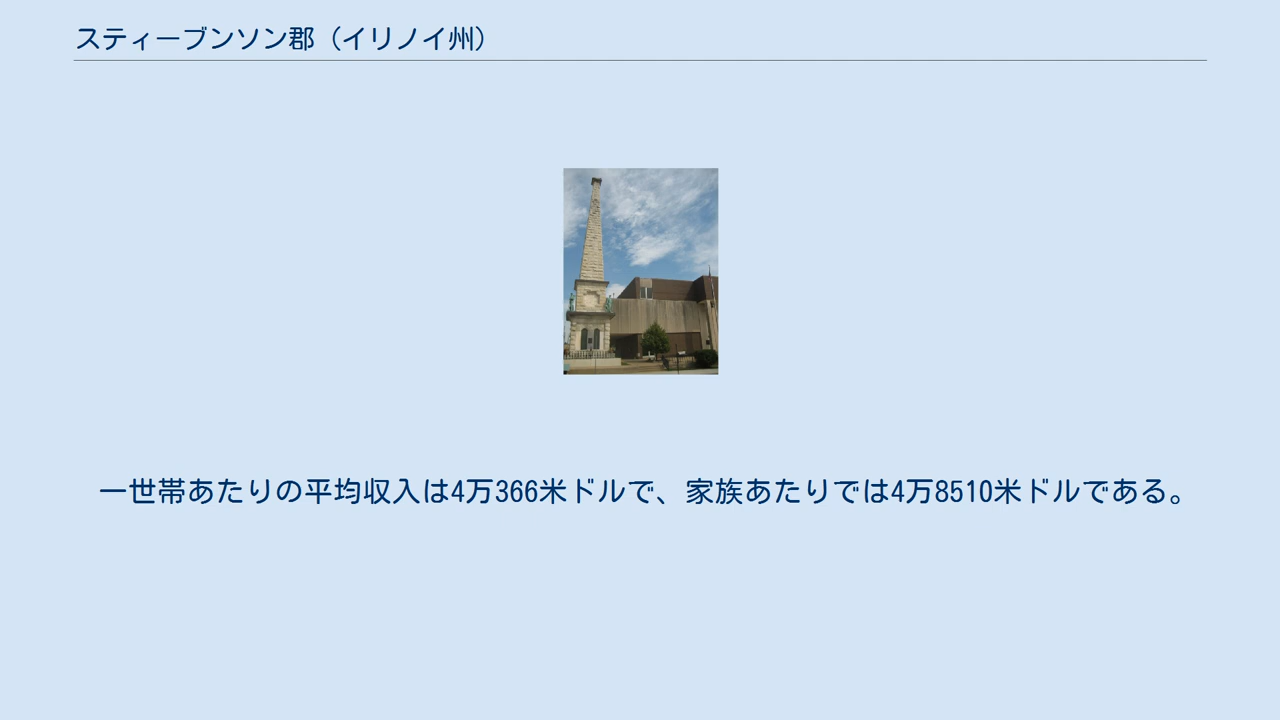 スティーブンソン郡（イリノイ州）
一世帯あたりの平均収入は4万366米ドルで、家族あたりでは4万8510米ドルである。